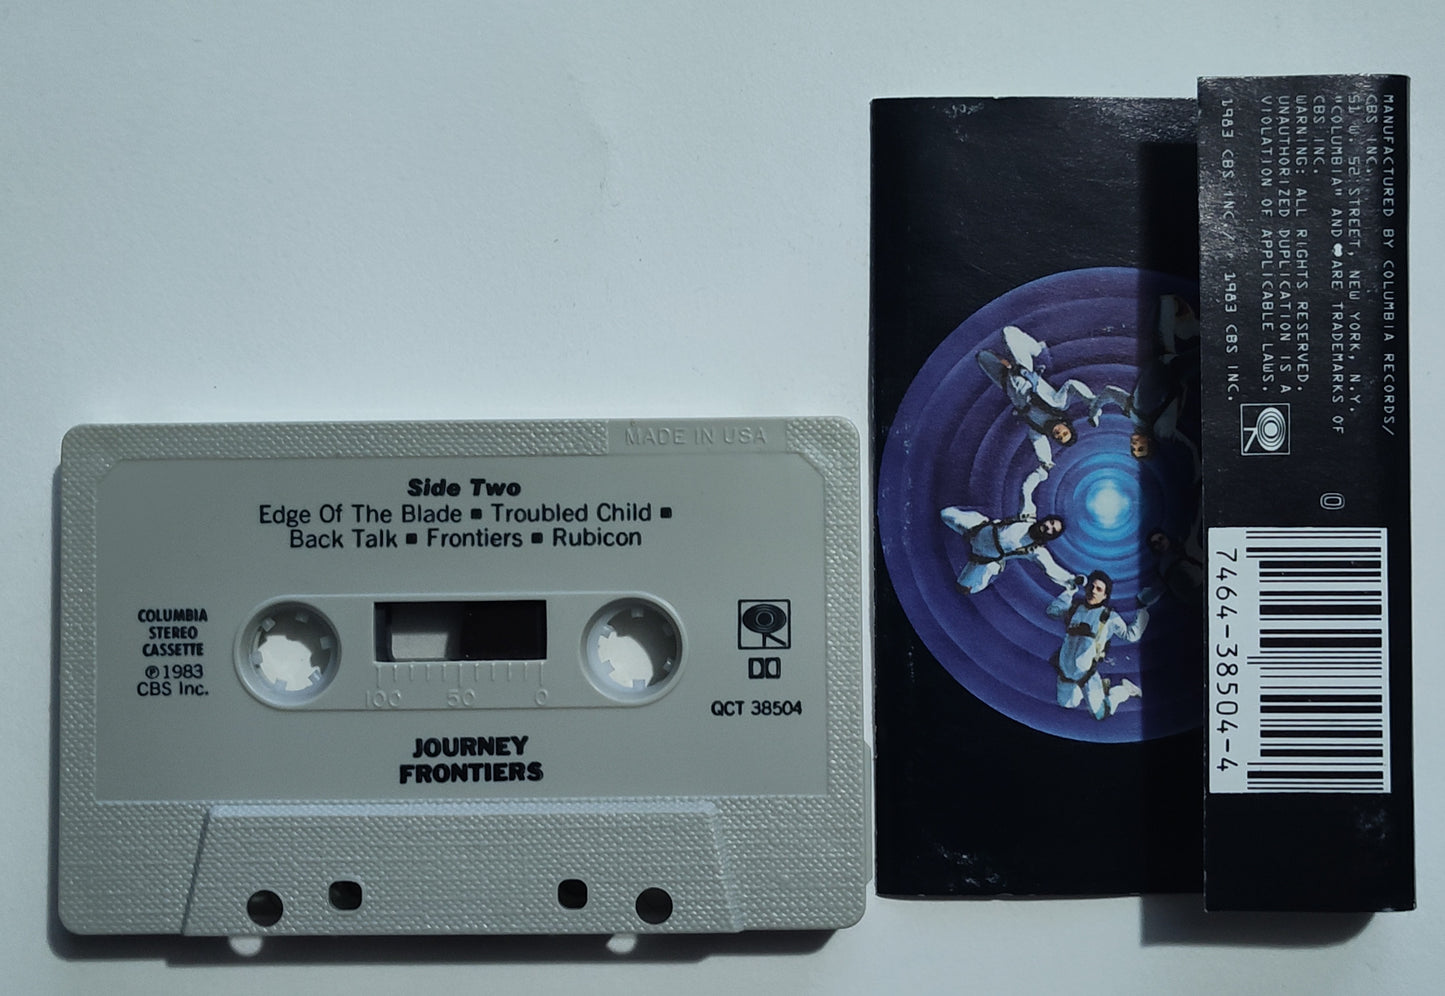 MADE IN USA
Side Two
Edge Of The Blade ▪ Troubled Child ▪
Back Talk ▪ Frontiers ▪ Rubicon
COLUMBIA
STEREO
CASSETTE
℗ 1983
CBS Inc.
100 50 0
QCT 38504
JOURNEY
FRONTIERS
MANUFACTURED BY COLUMBIA RECORDS/
CBS INC.
51 W. 52 STREET, NEW YORK, N.Y.
"COLUMBIA" AND ARE TRADEMARKS OF
CBS INC.
WARNING: ALL RIGHTS RESERVED.
UNAUTHORIZED DUPLICATION IS A
VIOLATION OF APPLICABLE LAWS.
1983 CBS INC./ 1983 CBS INC.
0
7464-38504-4